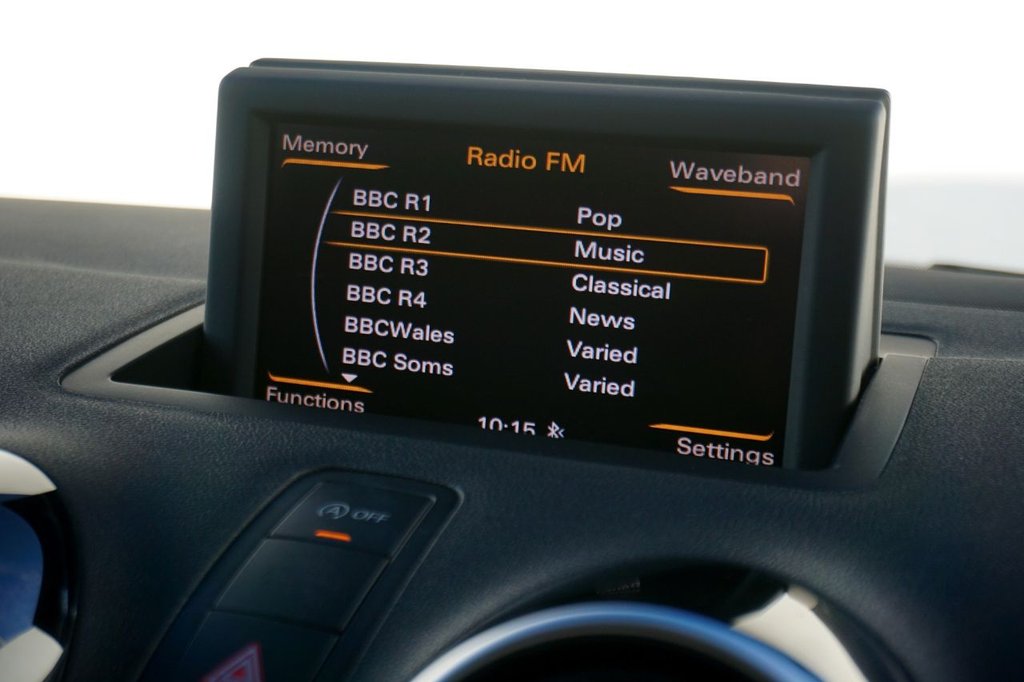 Memory Radio FM Waveband
BBC R1 Pop
BBC R2 Music
BBC R3 Classical
BBC R4 News
BBCWales Varied
BBC Soms Varied
Functions 10:15 Settings
A OFF